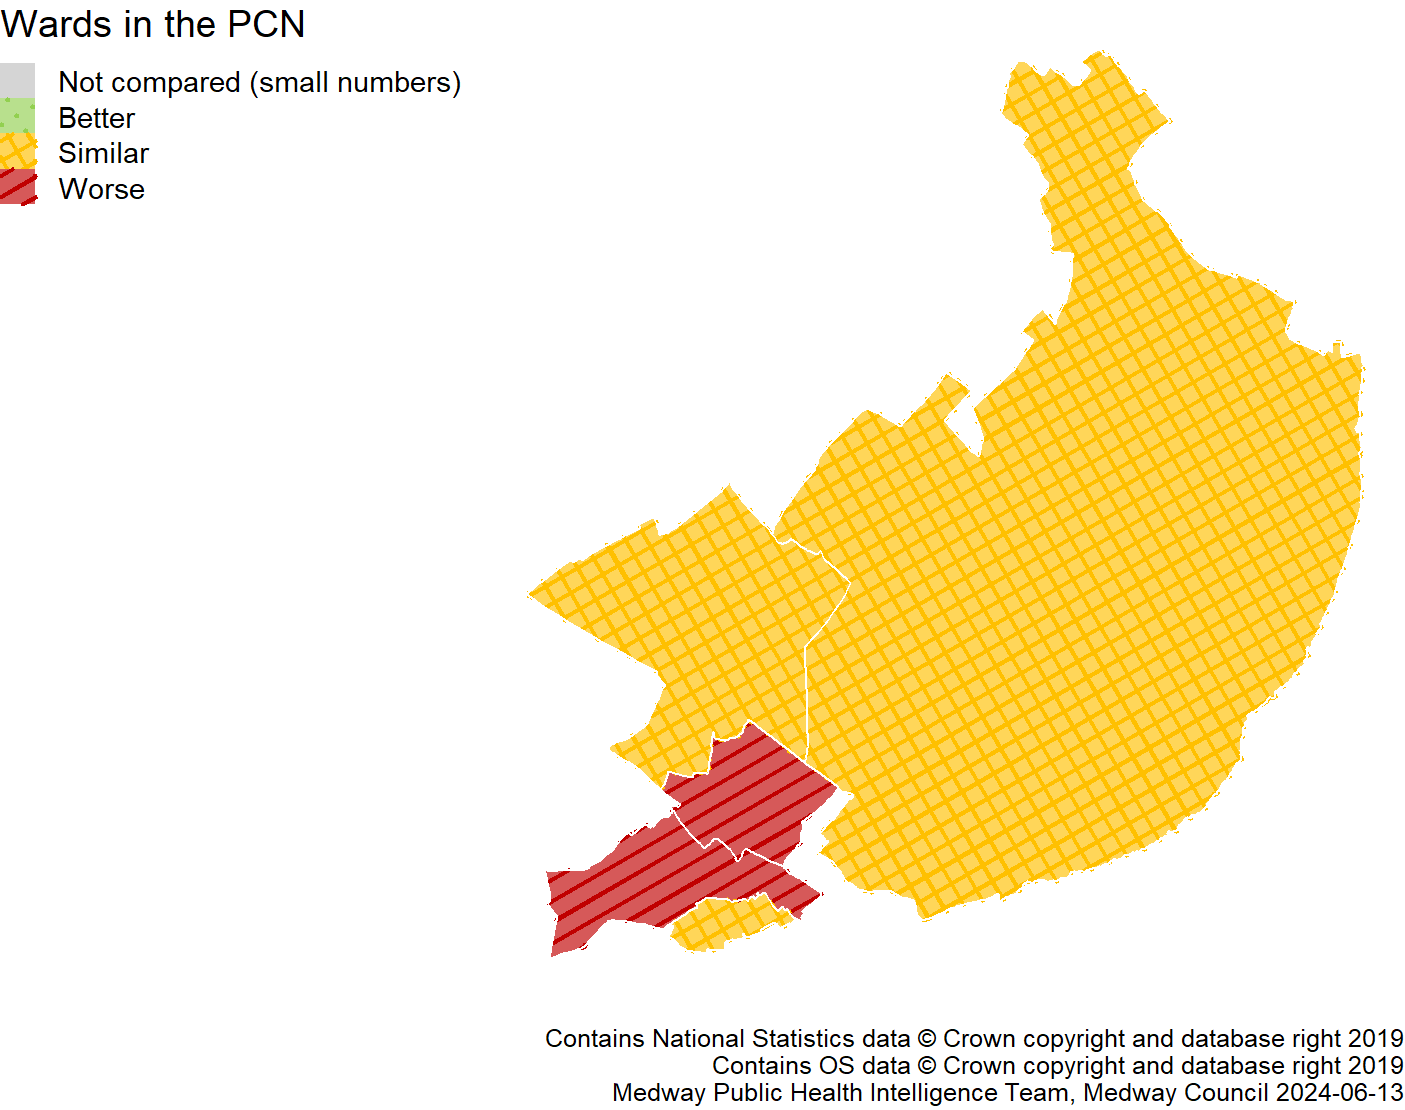 Wards in the PCN
Not compared (small numbers)
Better
Similar
Worse
Contains National Statistics data © Crown copyright and database right 2019
Contains OS data © Crown copyright and database right 2019
Medway Public Health Intelligence Team, Medway Council 2024-06-13